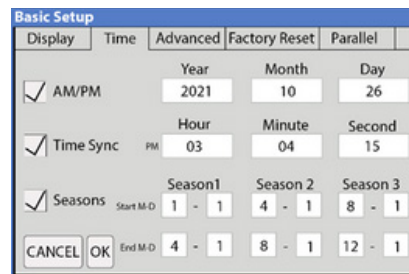 Basic Setup
Display Time Advanced Factory Reset Parallel
Year Month Day
AM/PM 2021 10 26
Hour Minute Second
Time Sync PM 03 04 15
Season1 Season 2 Season 3
Seasons Start M-D 1 - 1 4 - 1 8 - 1
CANCEL OK End M-D 4 - 1 8 - 1 12 - 1